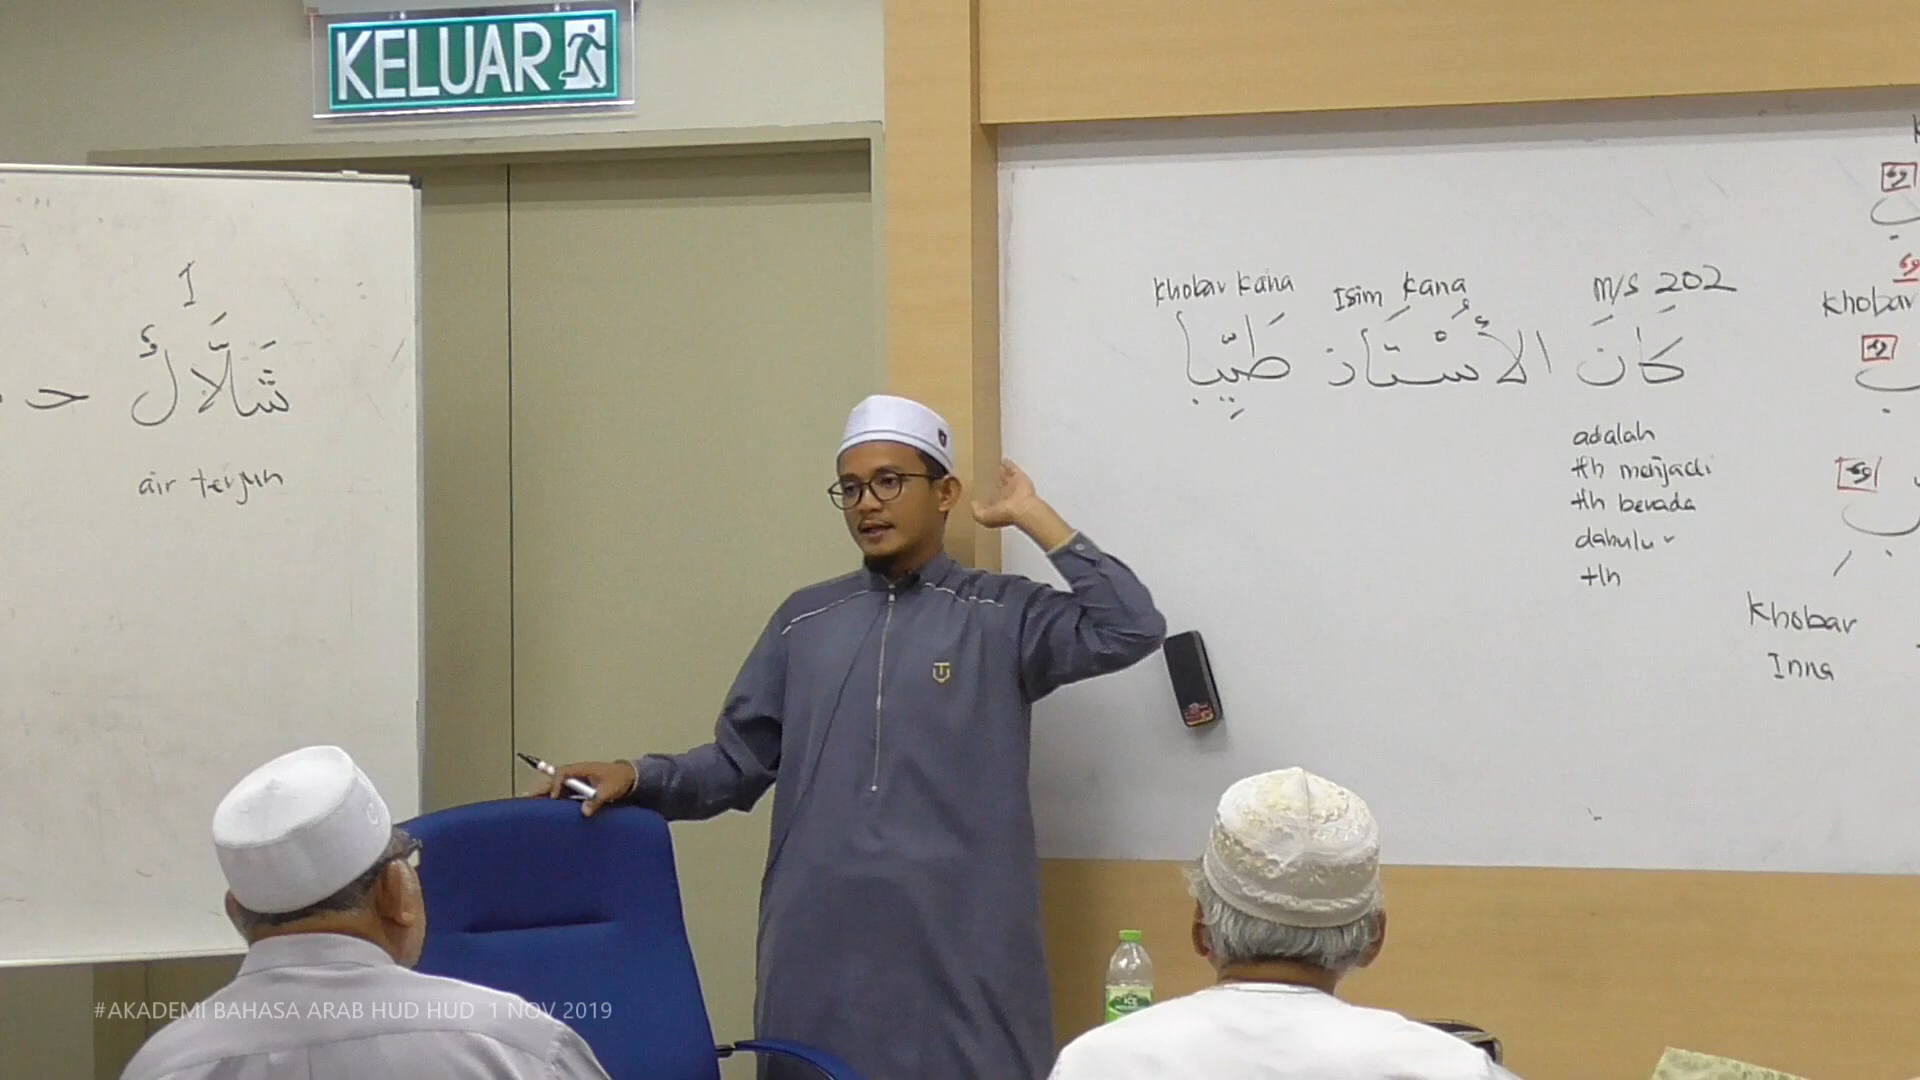 KELUAR
I
شَلَّالٌ
air terjun
Khobar kana Isim kana M/S 202
كَانَ الأُسْتَاذُ طَيِّبًا
adalah
tlh menjadi
tlh berada
dahulu
tlh
Khobar
Khobar
Inna
ICE
#AKADEMI BAHASA ARAB HUD HUD 1 NOV 2019